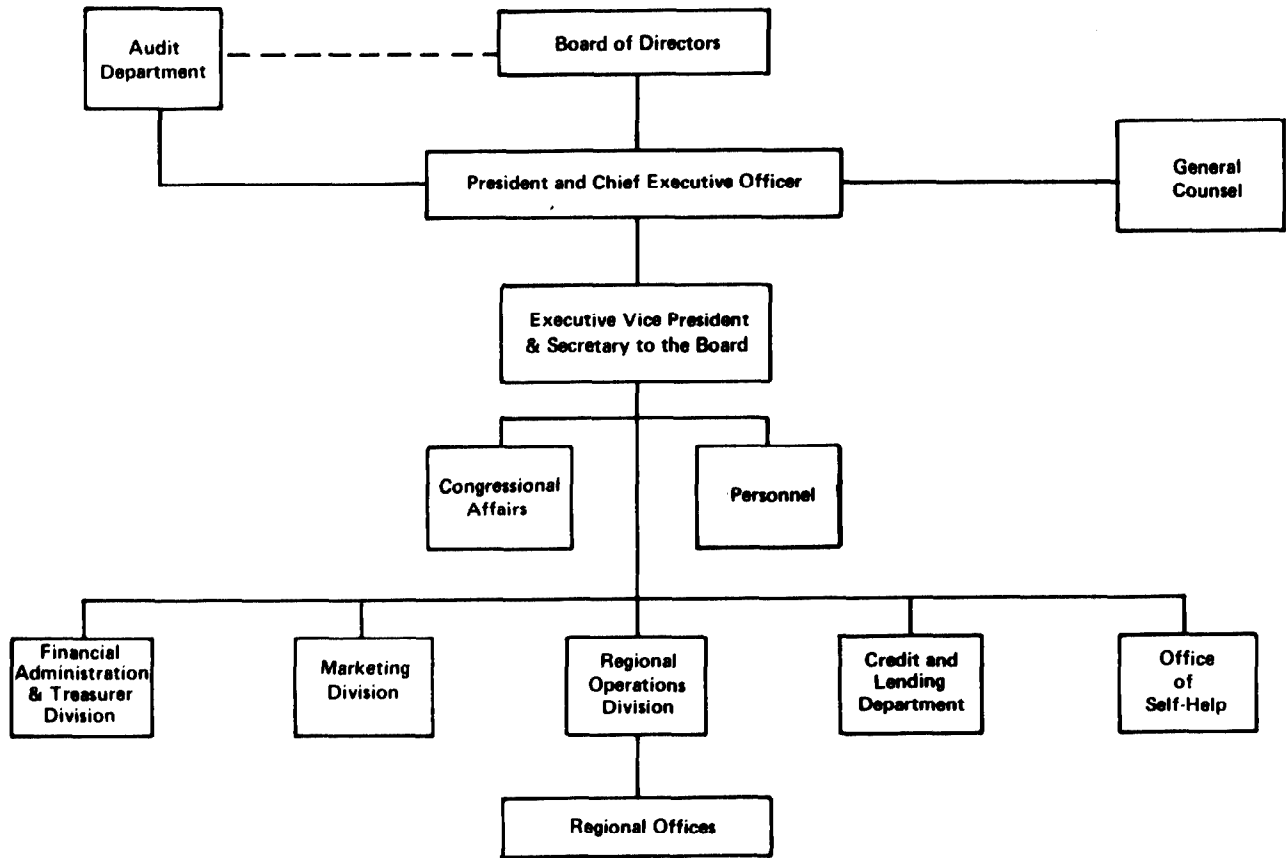 Audit
Department
Board of Directors
President and Chief Executive Officer
General
Counsel
Executive Vice President
& Secretary to the Board
Congressional
Affairs
Personnel
Financial
Administration
& Treasurer
Division
Marketing
Division
Regional
Operations
Division
Credit and
Lending
Department
Office
of
Self-Help
Regional Offices